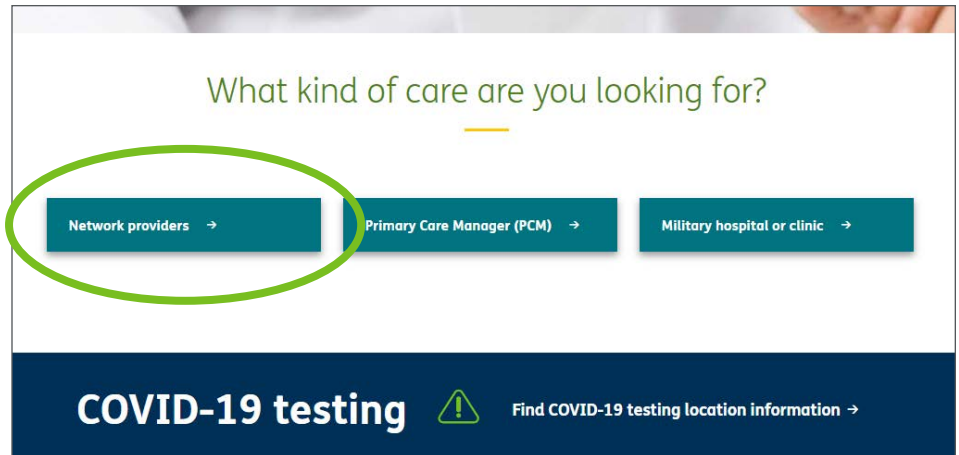 What kind of care are you looking for?
Network providers →
Primary Care Manager (PCM) →
Military hospital or clinic →
COVID-19 testing
Find COVID-19 testing location information →